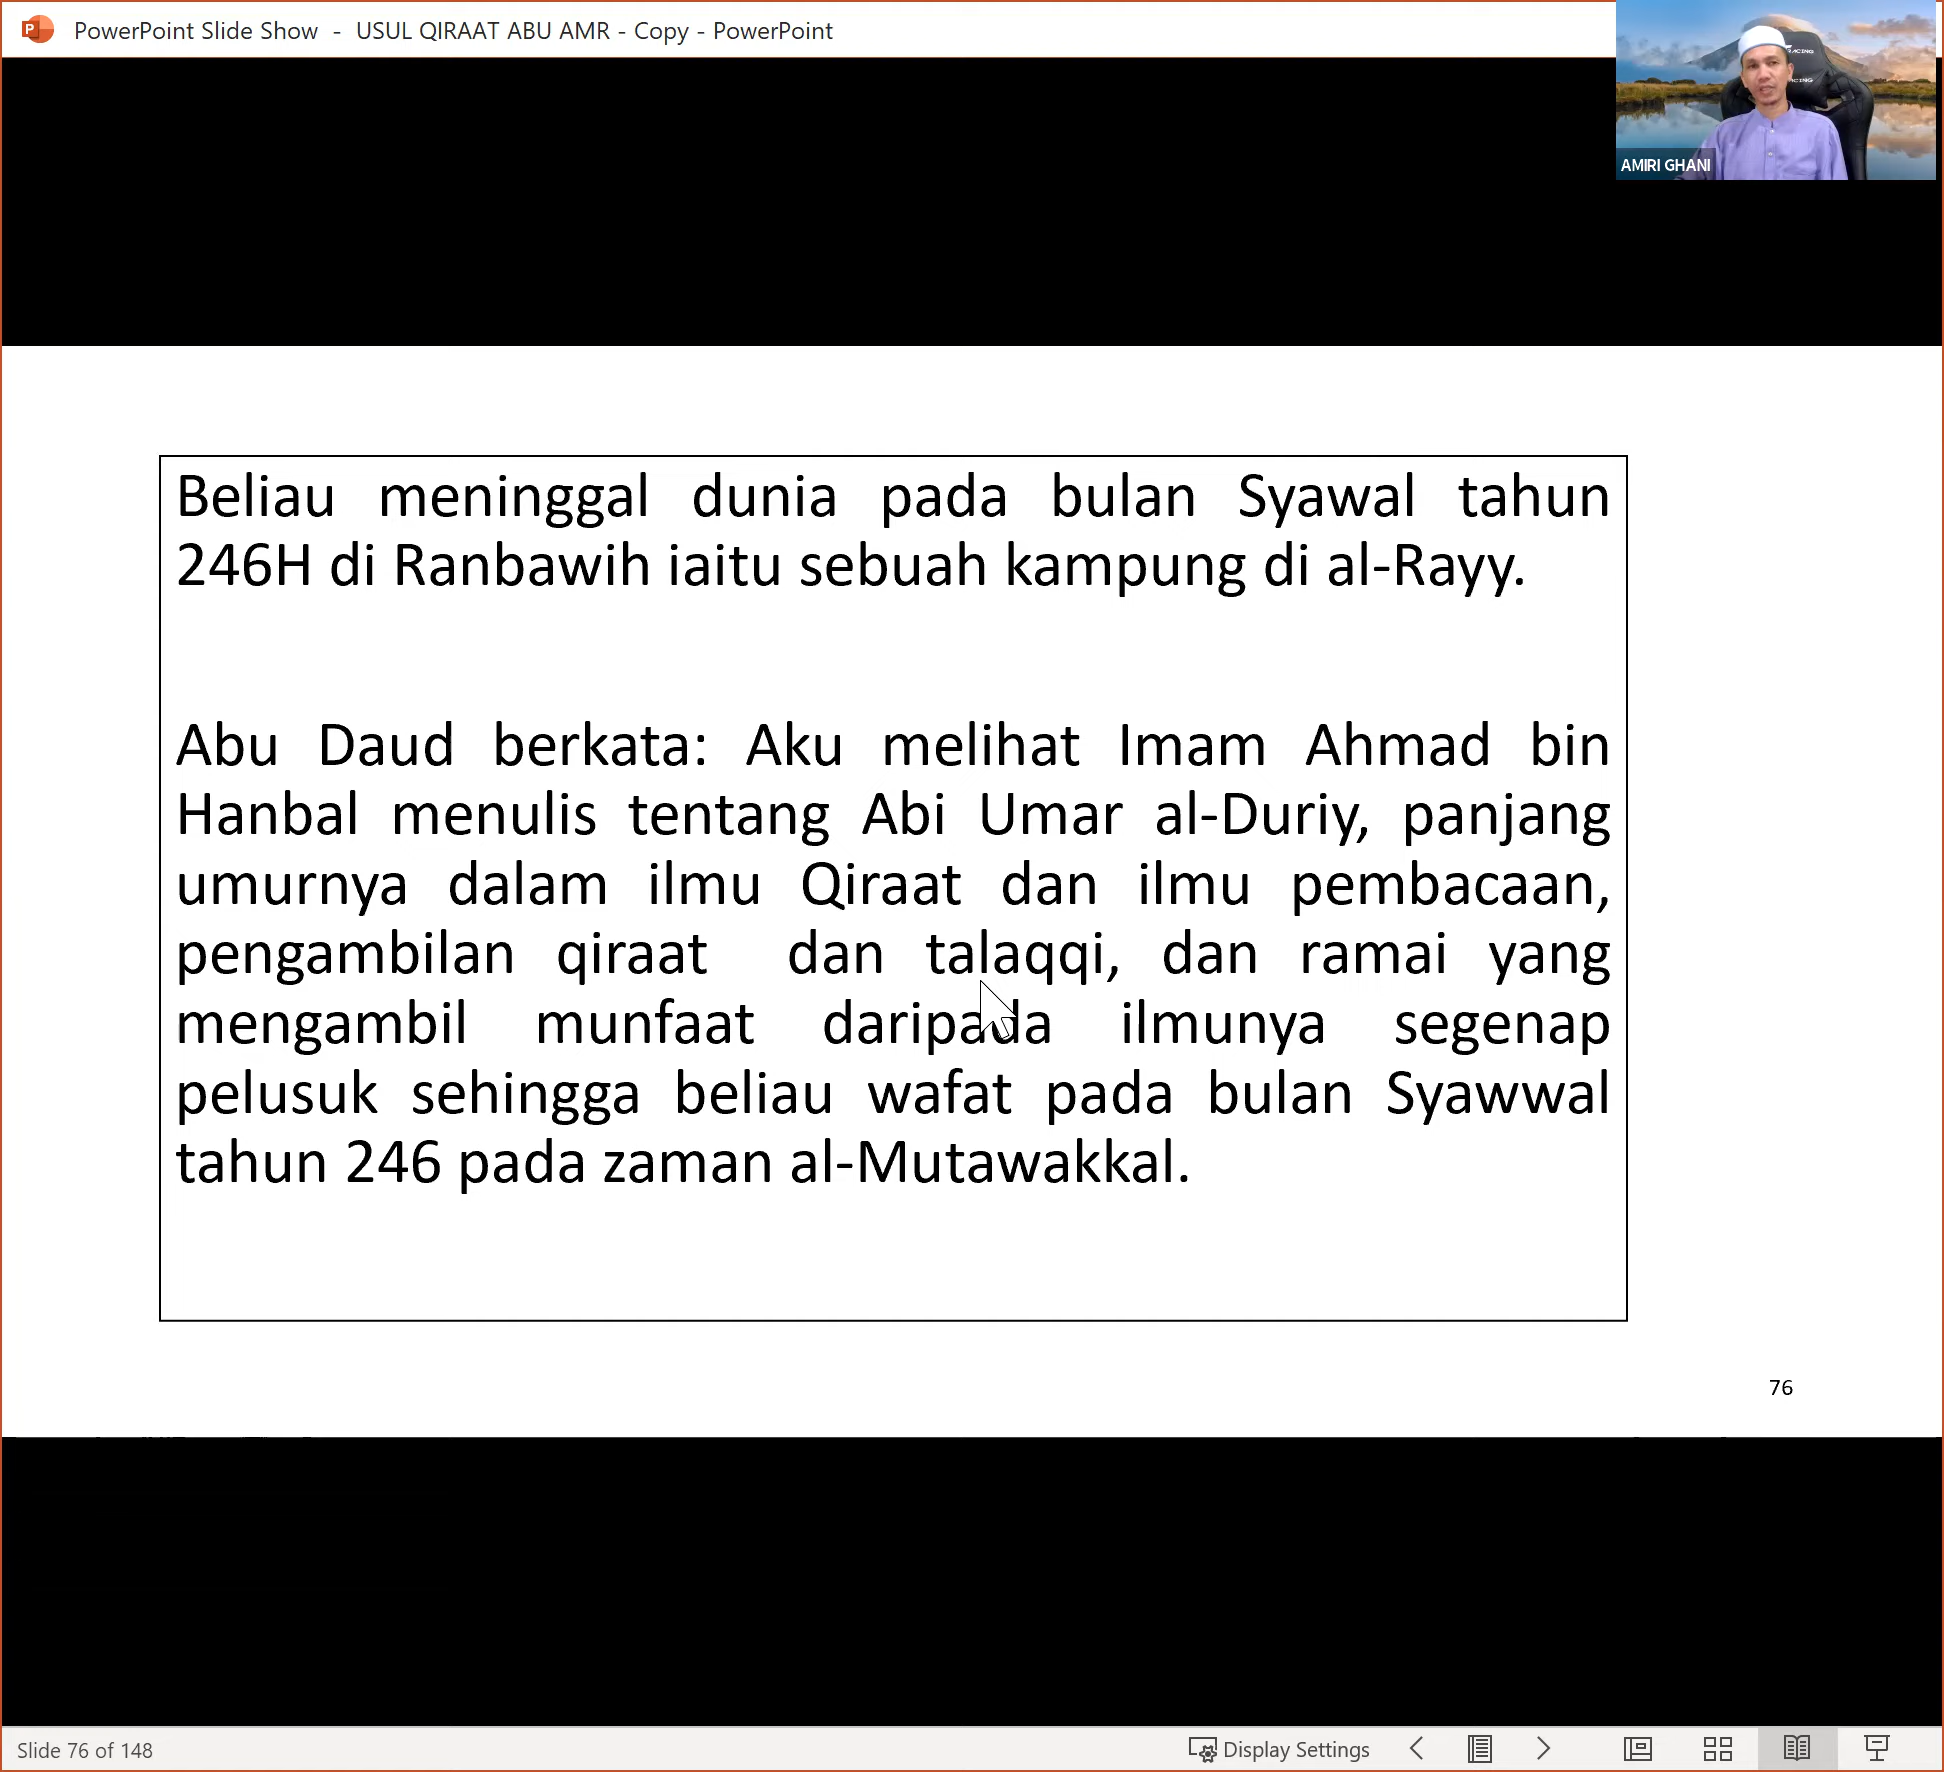 PowerPoint Slide Show - USUL QIRAAT ABU AMR - Copy - PowerPoint
RACING
AMIRI GHANI
Beliau meninggal dunia pada bulan Syawal tahun
246H di Ranbawih iaitu sebuah kampung di al-Rayy.
Abu Daud berkata: Aku melihat Imam Ahmad bin
Hanbal menulis tentang Abi Umar al-Duriy, panjang
umurnya dalam ilmu Qiraat dan ilmu pembacaan,
pengambilan qiraat dan talaqqi, dan ramai yang
mengambil munfaat daripada ilmunya segenap
pelusuk sehingga beliau wafat pada bulan Syawwal
tahun 246 pada zaman al-Mutawakkal.
76
Slide 76 of 148
Display Settings